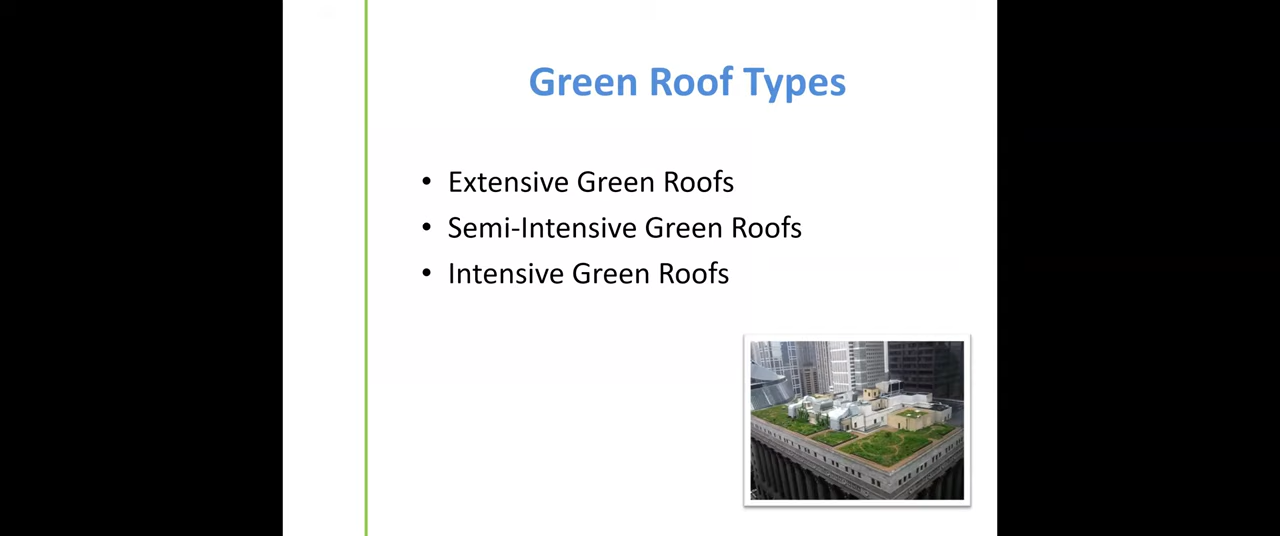 Green Roof Types
• Extensive Green Roofs
• Semi-Intensive Green Roofs
• Intensive Green Roofs